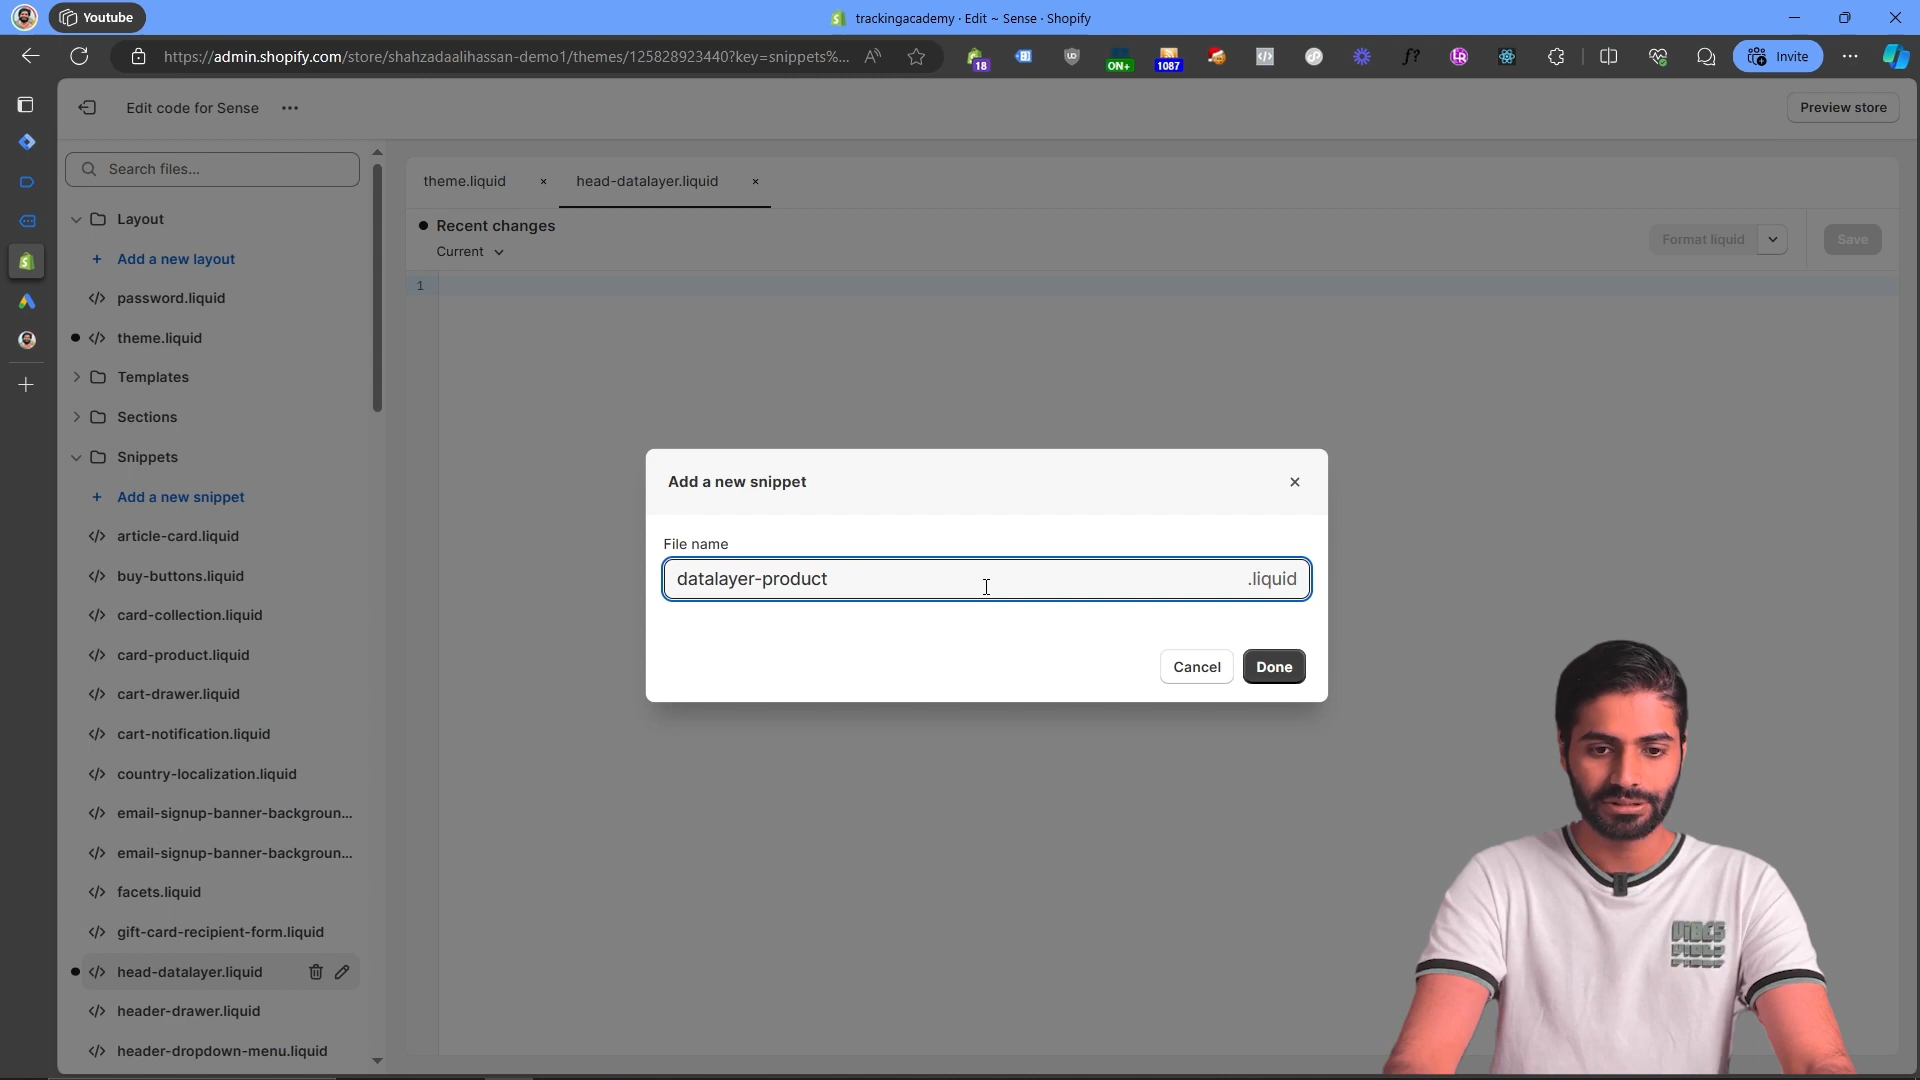 Youtube
trackingacademy · Edit ~ Sense · Shopify
https://admin.shopify.com/store/shahzadaalihassan-demo1/themes/125828923440?key=snippets%...
18
ON+
1087
Invite
Edit code for Sense
Preview store
Search files...
Layout
Add a new layout
password.liquid
theme.liquid
Templates
Sections
Snippets
Add a new snippet
article-card.liquid
buy-buttons.liquid
card-collection.liquid
card-product.liquid
cart-drawer.liquid
cart-notification.liquid
country-localization.liquid
email-signup-banner-backgroun...
email-signup-banner-backgroun...
facets.liquid
gift-card-recipient-form.liquid
head-datalayer.liquid
header-drawer.liquid
header-dropdown-menu.liquid
theme.liquid
head-datalayer.liquid
Recent changes
Current
Format liquid
Save
1
Add a new snippet
File name
datalayer-product
.liquid
Cancel
Done
VIBES
VIBES